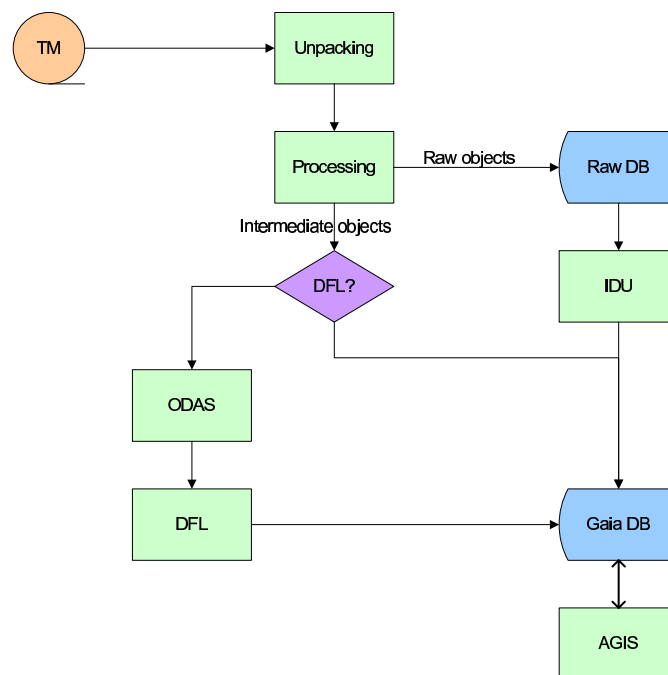 TM
Unpacking
Processing
Raw objects
Raw DB
Intermediate objects
DFL?
IDU
ODAS
DFL
Gaia DB
AGIS